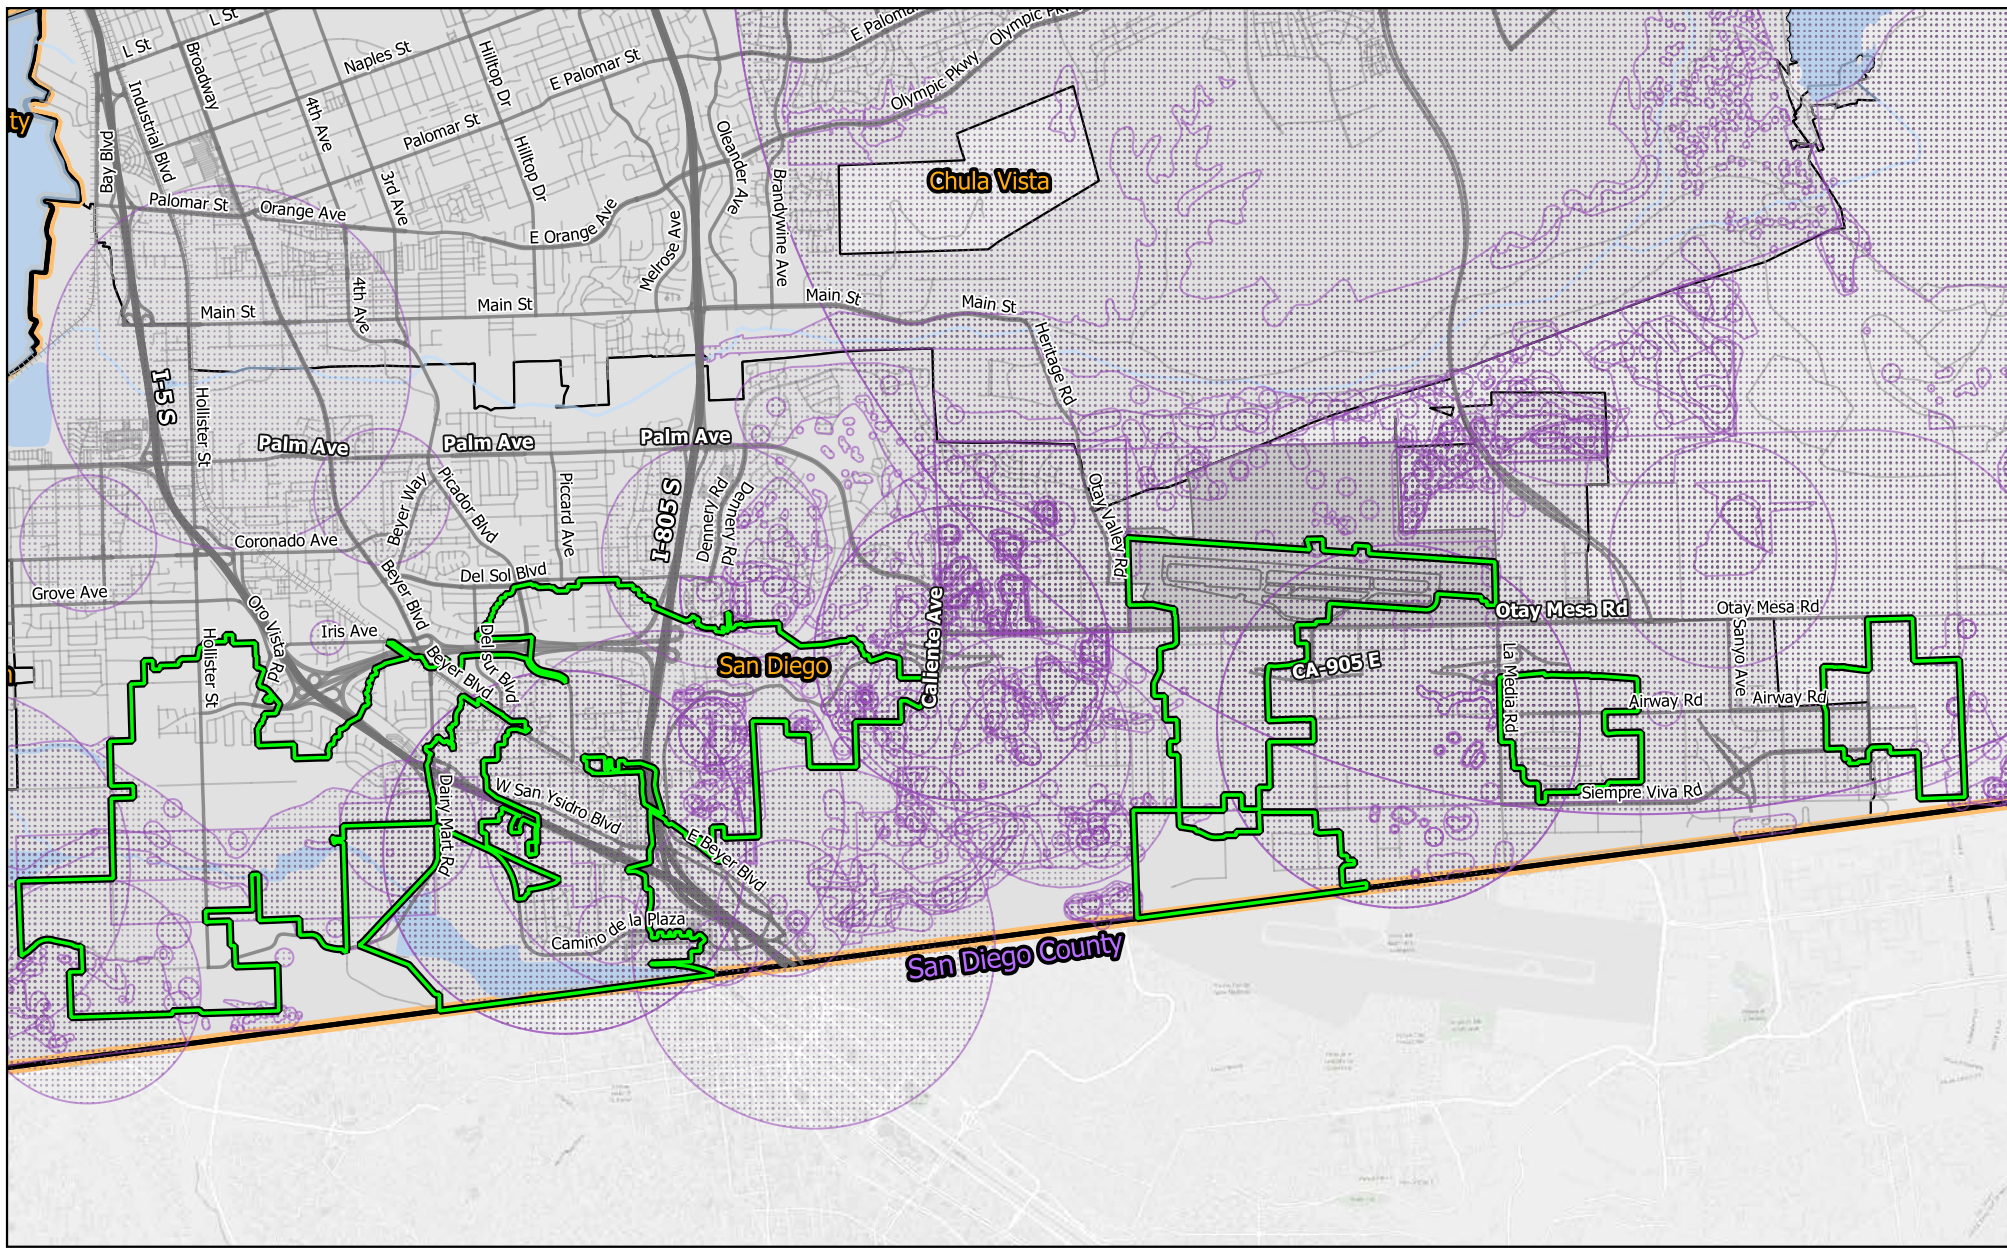 L St
E Paloma
Olympic Pk
L St
Broadway
Naples St
Hilltop Dr
E Palomar St
Olympic Pkwy
Industrial Blvd
4th Ave
ty
Palomar St
Oleander Ave
Bay Blvd
Hilltop Dr
Chula Vista
Palomar St
Orange Ave
3rd Ave
E Orange Ave
Melrose Ave
Brandywine Ave
4th Ave
Main St
Main St
Main St
Main St
Heritage Rd
I-5 S
Hollister St
Palm Ave
Palm Ave
Palm Ave
Beyer Way
Picador Blvd
Piccard Ave
I-805 S
Dennery Rd
Dennery Rd
Otay Valley Rd
Coronado Ave
Beyer Blvd
Del Sol Blvd
Grove Ave
Oro Vista Rd
Iris Ave
Hollister St
Beyer Blvd
Del sur Blvd
San Diego
Caliente Ave
Otay Mesa Rd
Otay Mesa Rd
CA-905 E
La Media Rd
Sanyo Ave
Airway Rd
Airway Rd
n
Dairy Mart Rd
W San Ysidro Blvd
Siempre Viva Rd
E Beyer Blvd
Camino de la Plaza
San Diego County